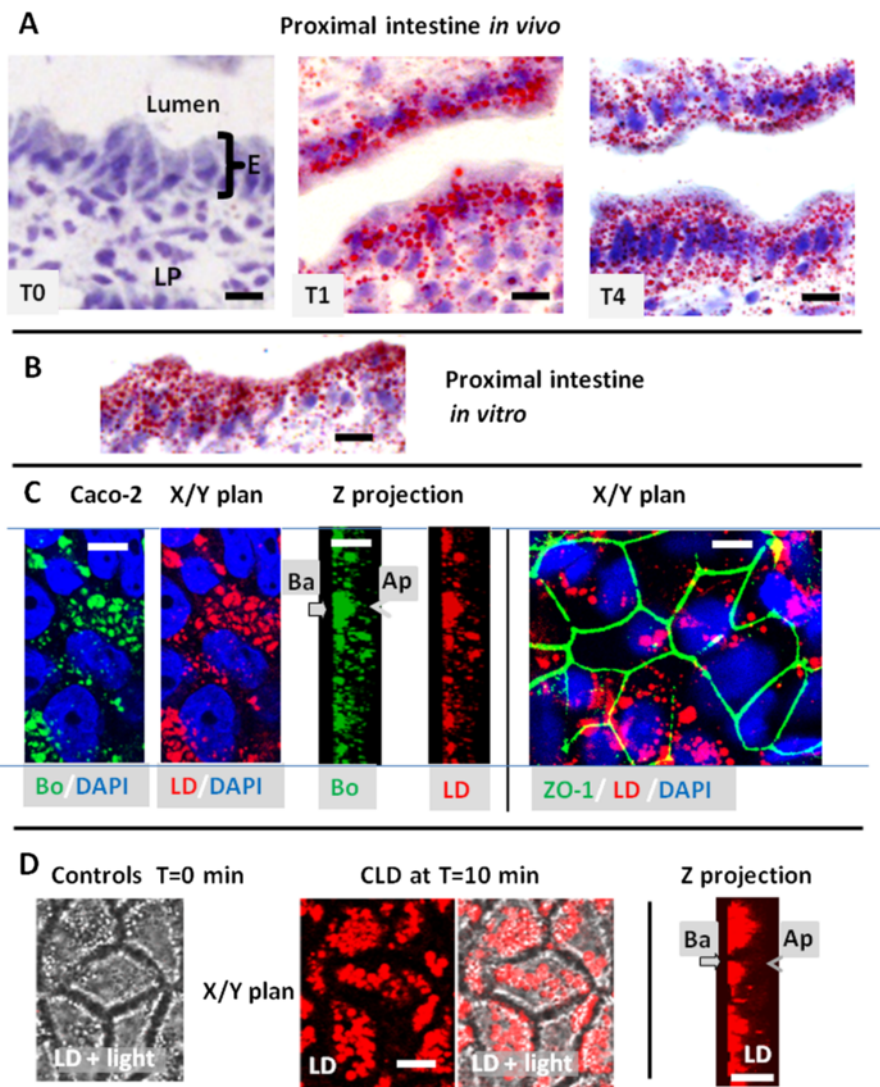 A
Proximal intestine in vivo
Lumen
E
LP
T0
T1
T4
B
Proximal intestine
in vitro
C
Caco-2 X/Y plan Z projection X/Y plan
Ba
Ap
Bo/DAPI
LD/DAPI
Bo
LD
ZO-1/ LD /DAPI
D
Controls T=0 min CLD at T=10 min Z projection
Ba
Ap
X/Y plan
LD + light
LD
LD + light
LD